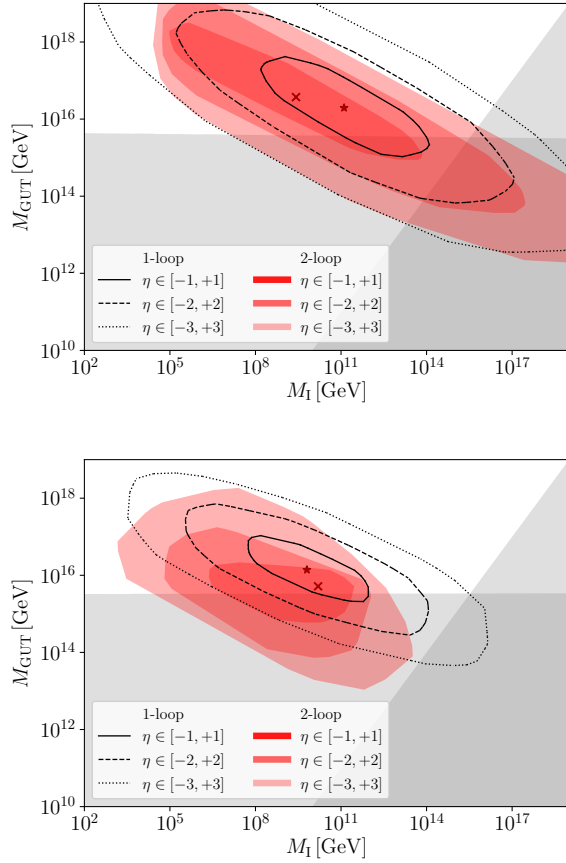 10^18
10^16
10^14
10^12
10^10
M_GUT [GeV]
1-loop 2-loop
η ∈ [−1, +1] η ∈ [−1, +1]
η ∈ [−2, +2] η ∈ [−2, +2]
η ∈ [−3, +3] η ∈ [−3, +3]
10^2 10^5 10^8 10^11 10^14 10^17
M_I [GeV]
10^18
10^16
10^14
10^12
10^10
M_GUT [GeV]
1-loop 2-loop
η ∈ [−1, +1] η ∈ [−1, +1]
η ∈ [−2, +2] η ∈ [−2, +2]
η ∈ [−3, +3] η ∈ [−3, +3]
10^2 10^5 10^8 10^11 10^14 10^17
M_I [GeV]